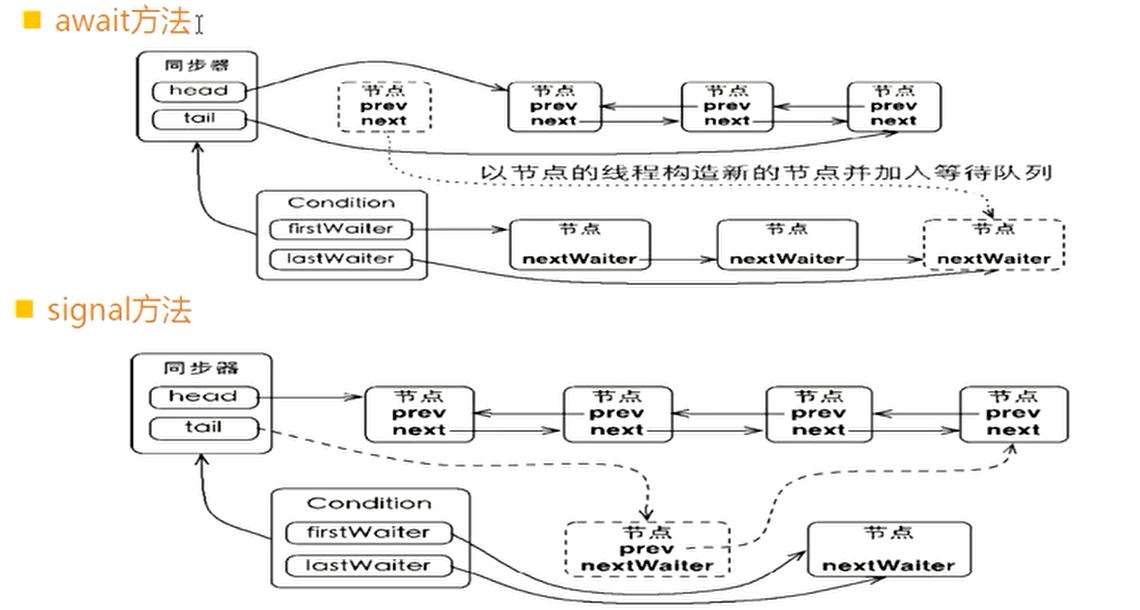 await方法
同步器
head
tail
节点
prev
next
节点
prev
next
节点
prev
next
节点
prev
next
以节点的线程构造新的节点并加入等待队列
Condition
firstWaiter
lastWaiter
节点
nextWaiter
节点
nextWaiter
节点
nextWaiter
signal方法
同步器
head
tail
节点
prev
next
节点
prev
next
节点
prev
next
节点
prev
next
Condition
firstWaiter
lastWaiter
节点
prev
nextWaiter
节点
nextWaiter